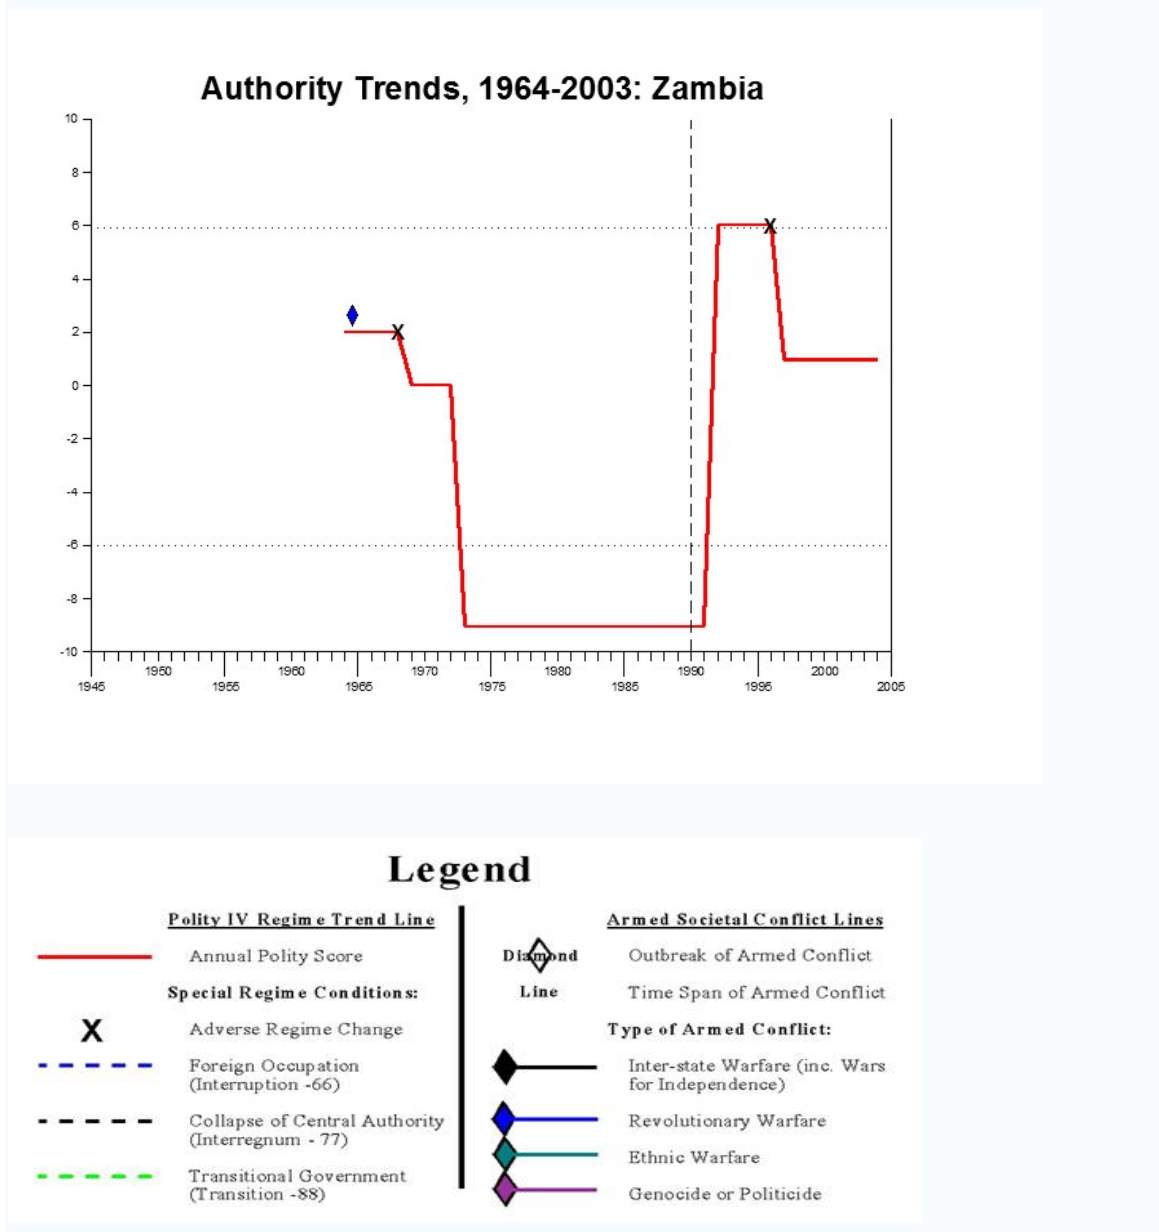 Authority Trends, 1964-2003: Zambia
10
8
6
4
2
0
-2
-4
-6
-8
-10
X
X
1950 1960 1970 1980 1990 2000
1945 1955 1965 1975 1985 1995 2005
Legend
Polity IV Regime Trend Line
Annual Polity Score
Special Regime Conditions:
X Adverse Regime Change
Foreign Occupation
(Interruption -66)
Collapse of Central Authority
(Interregnum - 77)
Transitional Government
(Transition -88)
Armed Societal Conflict Lines
Diamond Outbreak of Armed Conflict
Line Time Span of Armed Conflict
Type of Armed Conflict:
Inter-state Warfare (inc. Wars
for Independence)
Revolutionary Warfare
Ethnic Warfare
Genocide or Politicide